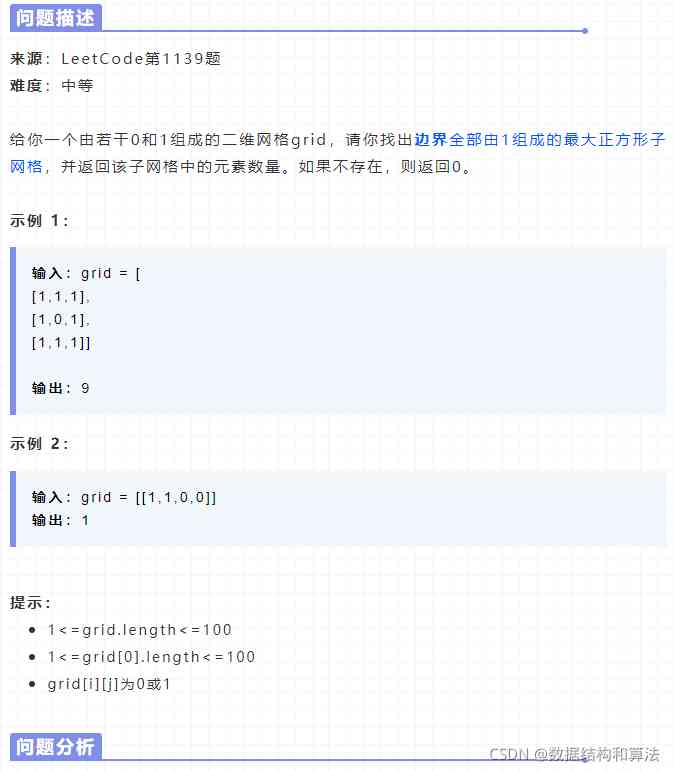 问题描述
来源：LeetCode第1139题
难度：中等
给你一个由若干0和1组成的二维网格grid，请你找出边界全部由1组成的最大正方形子
网格，并返回该子网格中的元素数量。如果不存在，则返回0。
示例 1：
输入：grid = [
[1,1,1],
[1,0,1],
[1,1,1]]
输出：9
示例 2：
输入：grid = [[1,1,0,0]]
输出：1
提示：
1<=grid.length<=100
1<=grid[0].length<=100
grid[i][j]为0或1
问题分析
CSDN @数据结构和算法